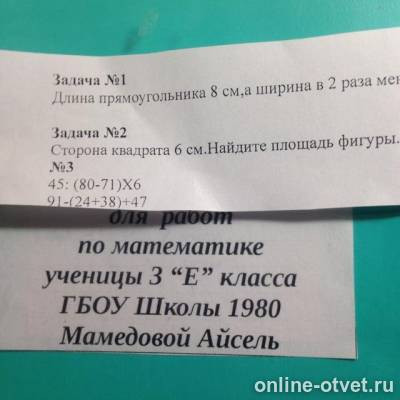 Задача №1
Длина прямоугольника 8 см,а ширина в 2 раза
Задача №2
Сторона квадрата 6 см.Найдите площадь фигуры.
№3
45: (80-71)Х6
91-(24+38)+47
для работ
по математике
ученицы 3 “Е” класса
ГБОУ Школы 1980
Мамедовой Айсель
online-otvet.ru